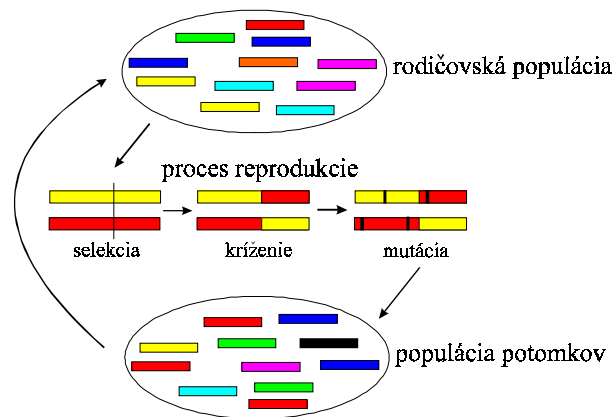 rodičovská populácia
proces reprodukcie
selekcia
kríženie
mutácia
populácia potomkov